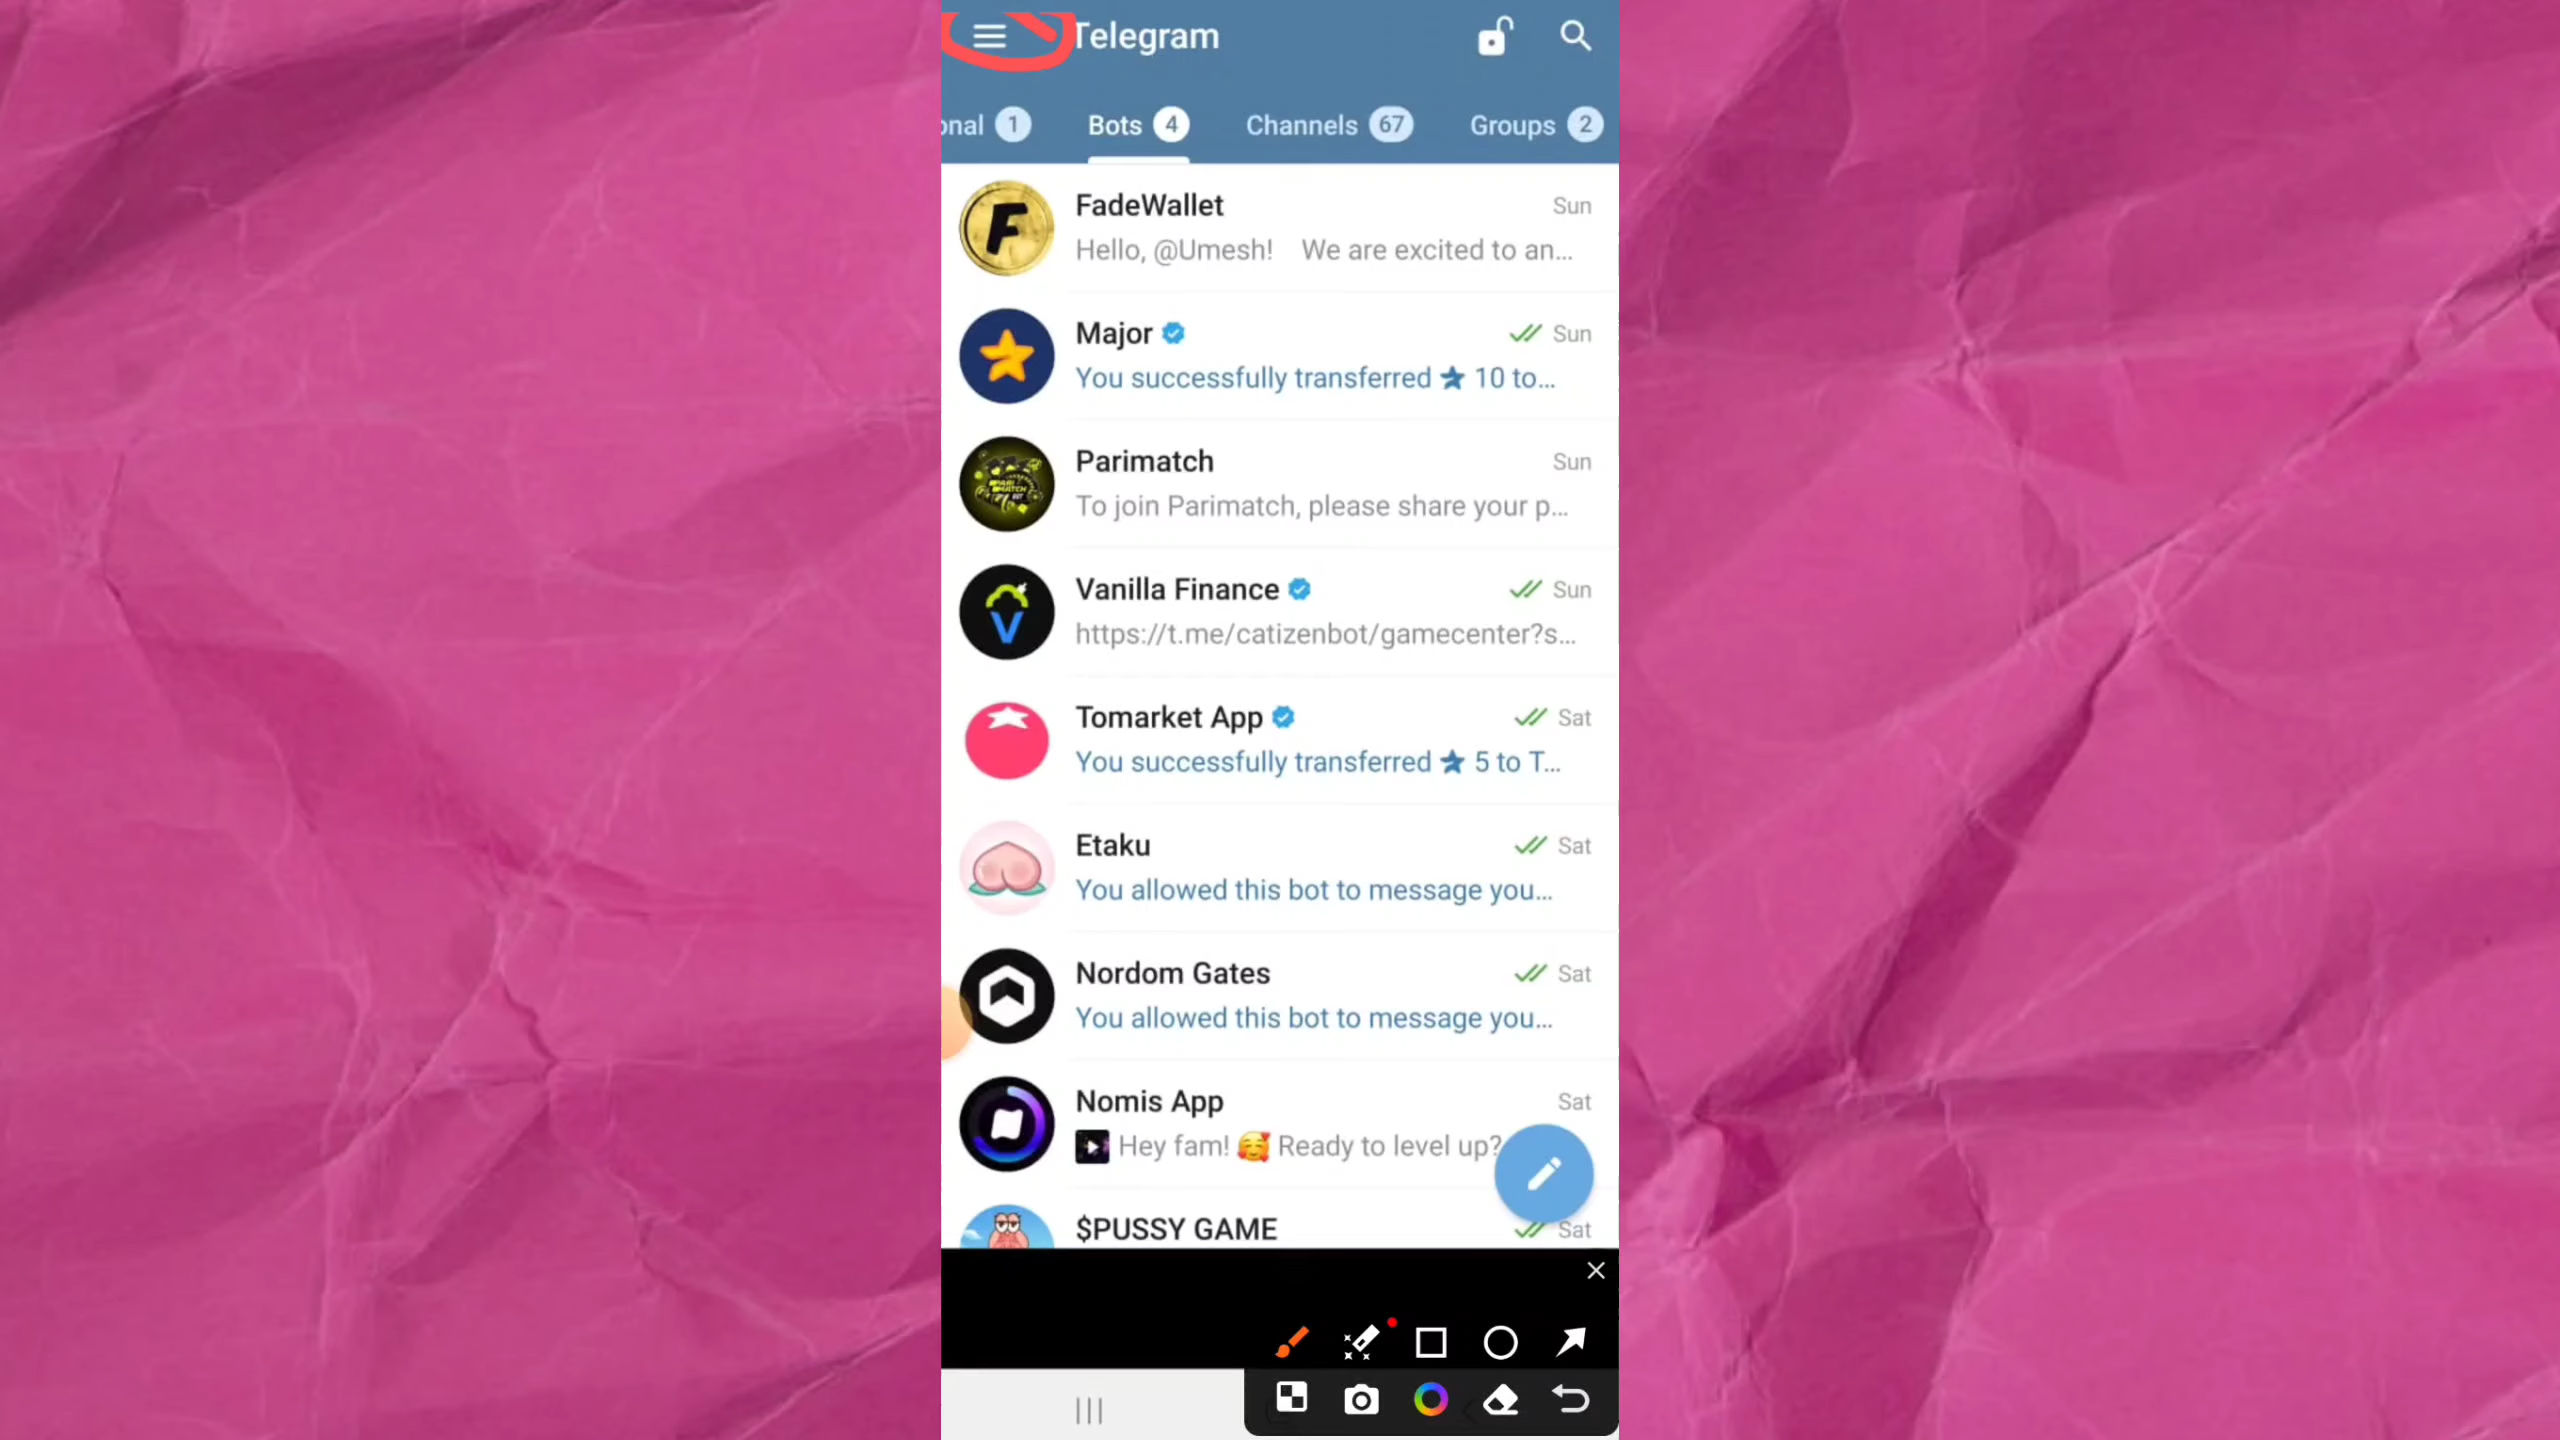 Telegram
onal 1 Bots 4 Channels 67 Groups 2
FadeWallet Sun
Hello, @Umesh! We are excited to an...
Major Sun
You successfully transferred 10 to...
Parimatch Sun
To join Parimatch, please share your p...
Vanilla Finance Sun
https://t.me/catizenbot/gamecenter?s...
Tomarket App Sat
You successfully transferred 5 to T...
Etaku Sat
You allowed this bot to message you...
Nordom Gates Sat
You allowed this bot to message you...
Nomis App Sat
Hey fam! 🥰 Ready to level up?
$PUSSY GAME Sat